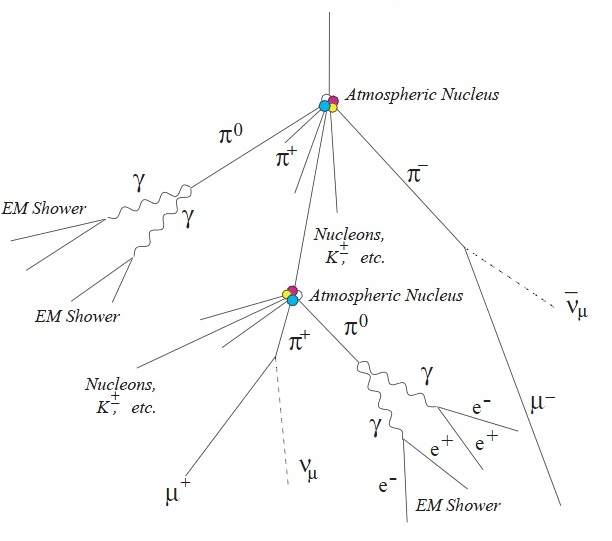 Atmospheric Nucleus
π⁰
π⁺
π⁻
γ
γ
EM Shower
EM Shower
Nucleons,
K±, etc.
Atmospheric Nucleus
ν̅μ
π⁺
π⁰
Nucleons,
K±, etc.
γ
γ
e⁻
e⁺
μ⁻
e⁺
e⁻
νμ
μ⁺
EM Shower